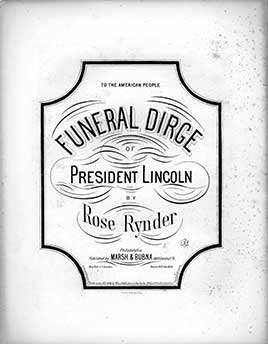 TO THE AMERICAN PEOPLE
FUNERAL DIRGE
OF
PRESIDENT LINCOLN
BY
Rose Rynder
Philadelphia
Published by MARSH & BUBNA